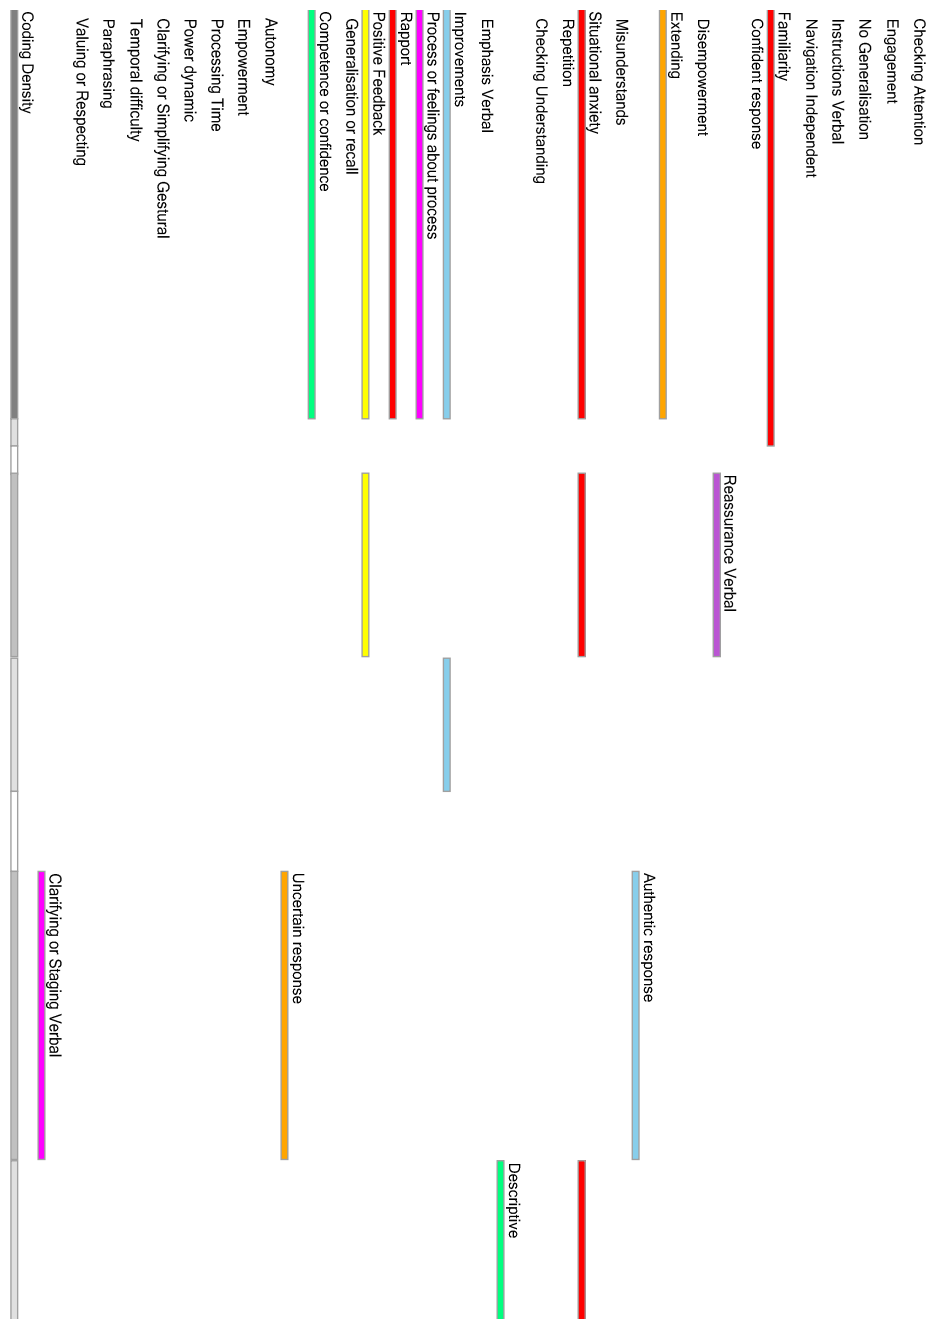 Checking Attention
Engagement
No Generalisation
Instructions Verbal
Navigation Independent
Familiarity
Confident response
Reassurance Verbal
Disempowerment
Extending
Authentic response
Misunderstands
Situational anxiety
Repetition
Checking Understanding
Descriptive
Emphasis Verbal
Improvements
Process or feelings about process
Rapport
Positive Feedback
Generalisation or recall
Competence or confidence
Uncertain response
Autonomy
Empowerment
Processing Time
Power dynamic
Clarifying or Simplifying Gestural
Temporal difficulty
Paraphrasing
Valuing or Respecting
Clarifying or Staging Verbal
Coding Density